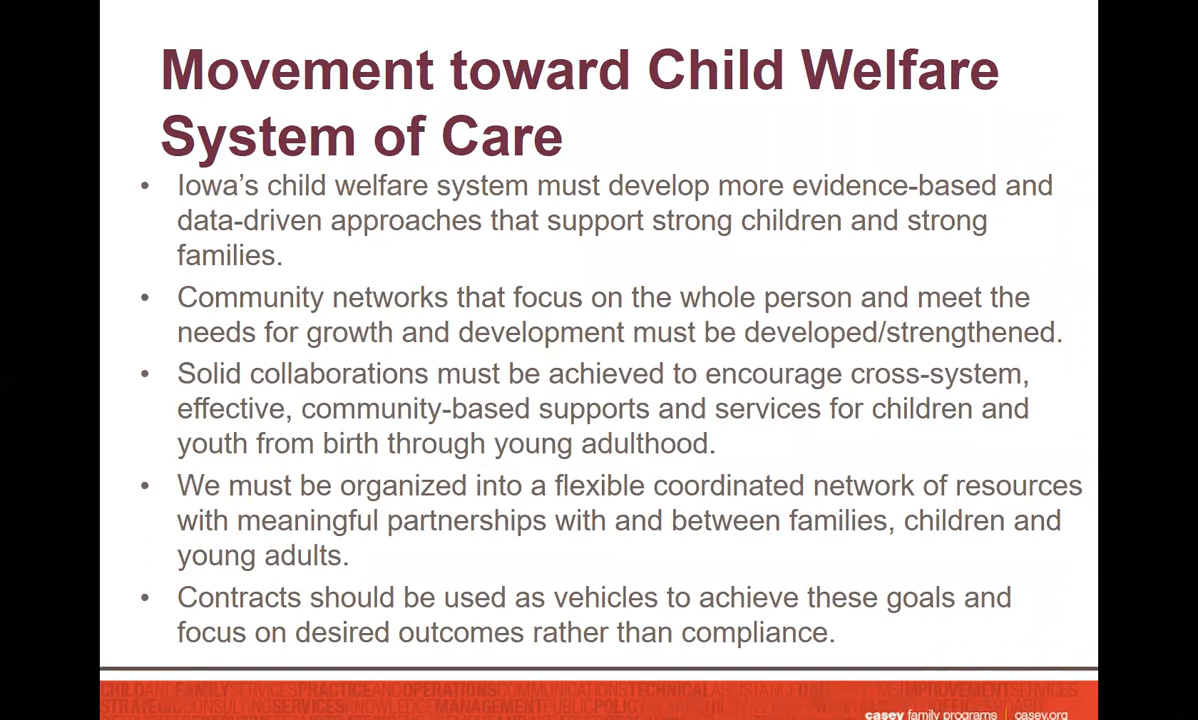 Movement toward Child Welfare
System of Care
• Iowa's child welfare system must develop more evidence-based and
data-driven approaches that support strong children and strong
families.
• Community networks that focus on the whole person and meet the
needs for growth and development must be developed/strengthened.
• Solid collaborations must be achieved to encourage cross-system,
effective, community-based supports and services for children and
youth from birth through young adulthood.
• We must be organized into a flexible coordinated network of resources
with meaningful partnerships with and between families, children and
young adults.
• Contracts should be used as vehicles to achieve these goals and
focus on desired outcomes rather than compliance.
CHILDANDFAMILYSERVICESPRACTICEANDOPERATIONSCOMMUNICATIONSTECHNICALASSISTANCE IMPROVEMENTSERVICES
STRATEGICCONSULTINGSERVICESKNOWLEDGEMANAGEMENTPUBLICPOLICY
casey family programs | casey.org